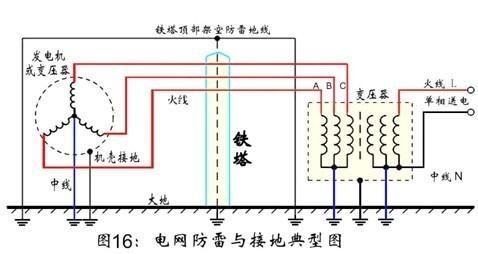 铁塔顶部架空防雷地线
发电机
或变压器
火线
A B C
变压器
火线 L
单相送电
铁塔
机壳接地
中线
大地
中线 N
图16：电网防雷与接地典型图